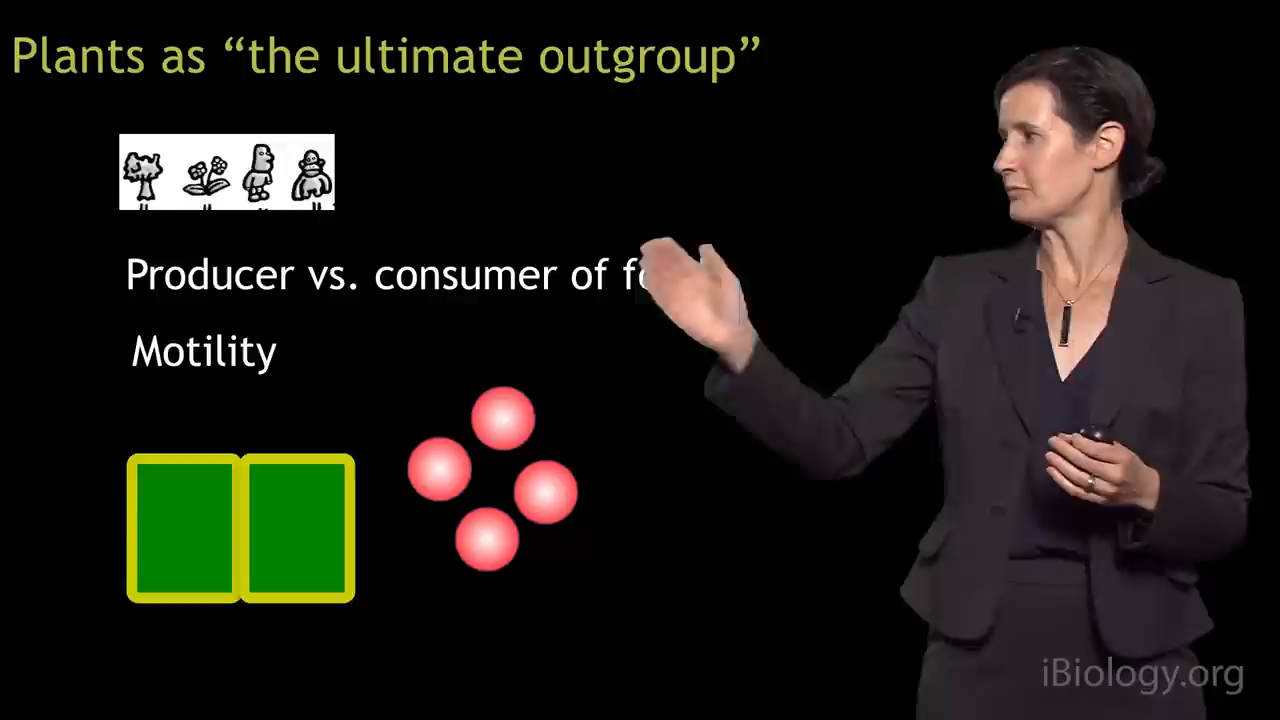 Plants as “the ultimate outgroup”
Producer vs. consumer of
Motility
iBiology.org